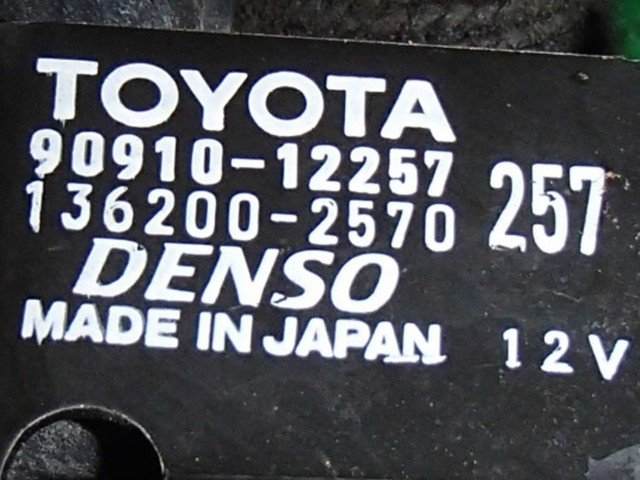 TOYOTA
90910-12257
136200-2570
257
DENSO
MADE IN JAPAN 12V